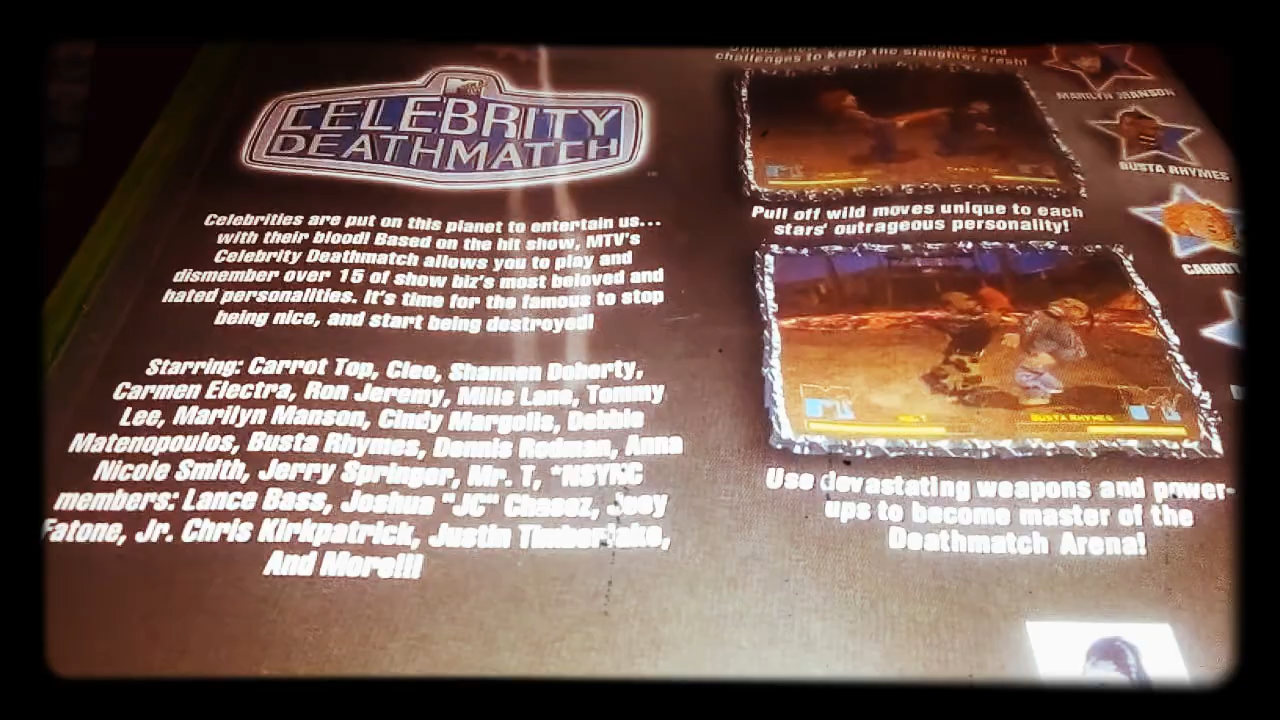 CELEBRITY
DEATHMATCH
Celebrities are put on this planet to entertain us...
with their blood! Based on the hit show, MTV's
Celebrity Deathmatch allows you to play and
dismember over 15 of show biz's most beloved and
hated personalities. It's time for the famous to stop
being nice, and start being destroyed!
Starring: Carrot Top, Cleo, Shannen Doherty,
Carmen Electra, Ron Jeremy, Mills Lane, Tommy
Lee, Marilyn Manson, Cindy Margolis, Debbie
Matenopoulos, Busta Rhymes, Dennis Rodman, Anna
Nicole Smith, Jerry Springer, Mr. T, *NSYNC
members: Lance Bass, Joshua "JC" Chasez, Joey
Fatone, Jr. Chris Kirkpatrick, Justin Timberlake,
And More!!!
challenges to keep the slaughter fresh!
Pull off wild moves unique to each
stars' outrageous personality!
BUSTA RHYMES
Use devastating weapons and power-
ups to become master of the
Deathmatch Arena!
MARILYN MANSON
BUSTA RHYMES
CARROT